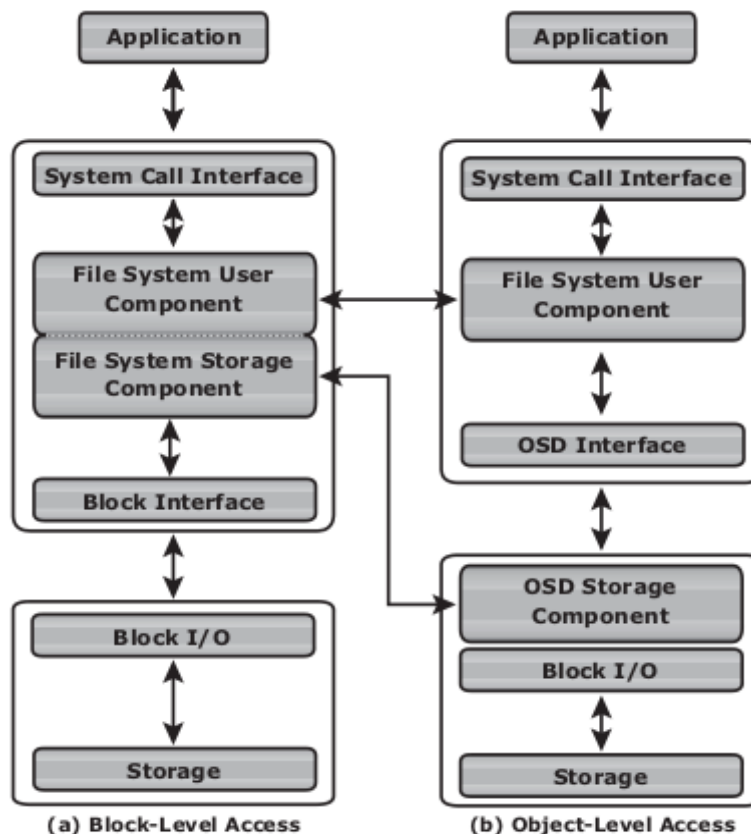 Application
System Call Interface
File System User
Component
File System Storage
Component
Block Interface
Block I/O
Storage
(a) Block-Level Access
Application
System Call Interface
File System User
Component
OSD Interface
OSD Storage
Component
Block I/O
Storage
(b) Object-Level Access